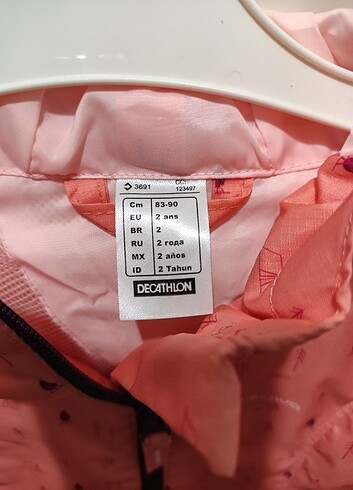 3691
CC:
123497
Cm 83-90
EU 2 ans
BR 2
RU 2 года
MX 2 años
ID 2 Tahun
DECATHLON